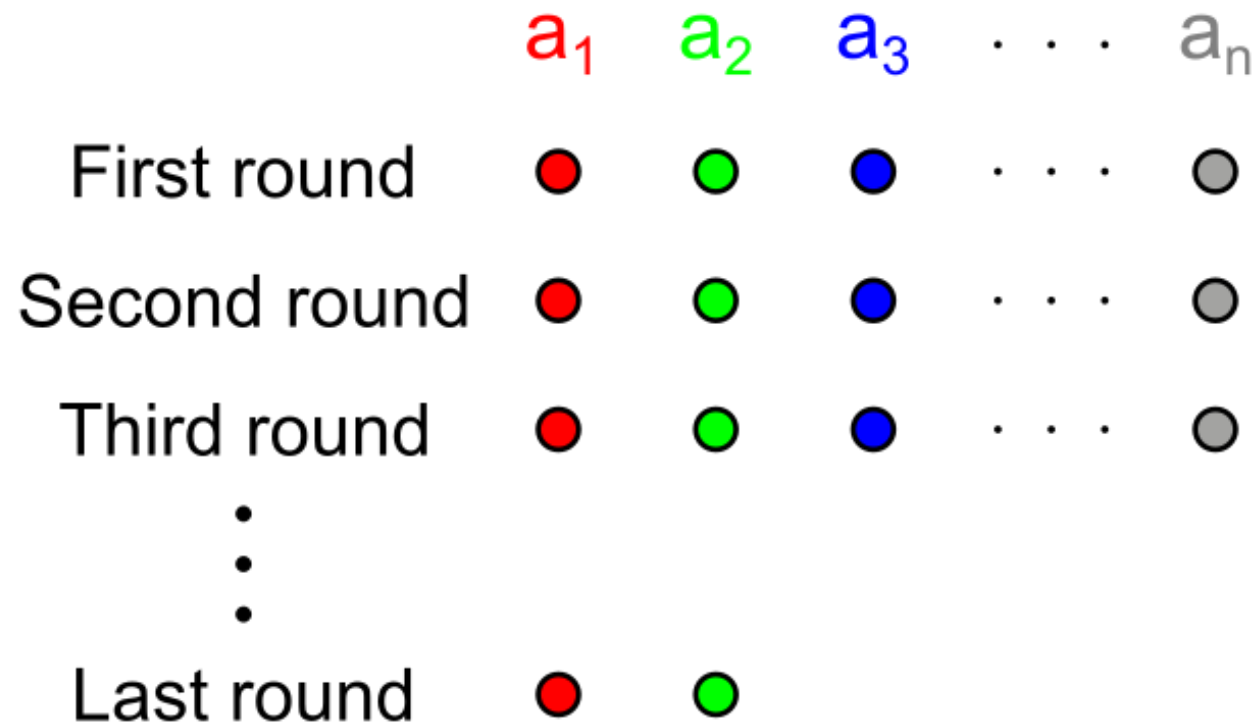 a₁ a₂ a₃ · · · aₙ
First round · · ·
Second round · · ·
Third round · · ·
Last round